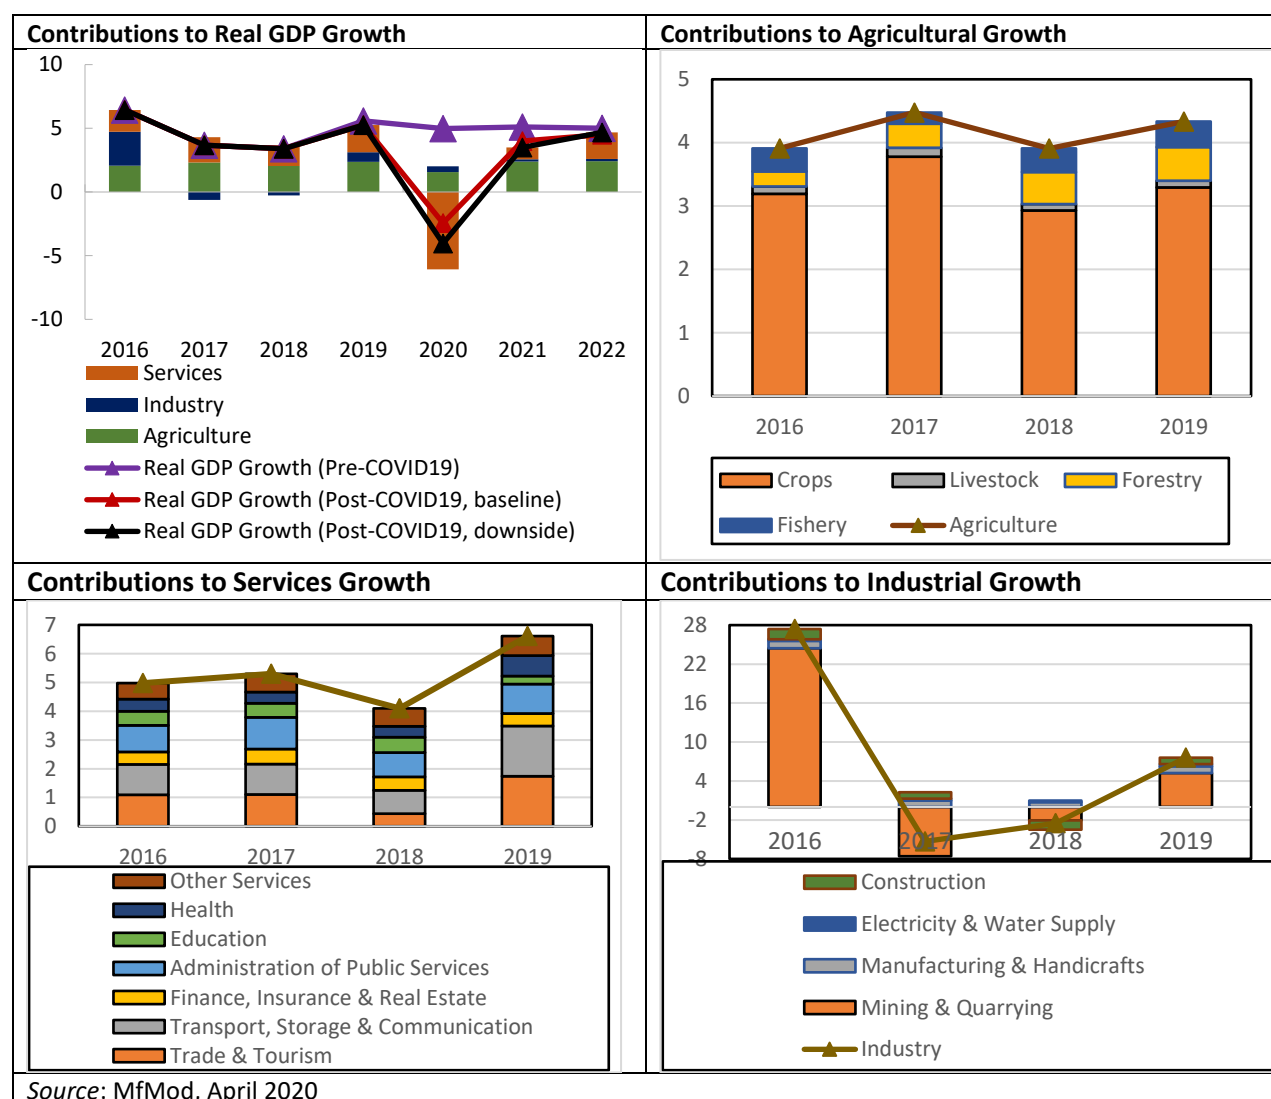 Contributions to Real GDP Growth
10
5
0
-5
-10
2016 2017 2018 2019 2020 2021 2022
Services
Industry
Agriculture
Real GDP Growth (Pre-COVID19)
Real GDP Growth (Post-COVID19, baseline)
Real GDP Growth (Post-COVID19, downside)
Contributions to Agricultural Growth
5
4
3
2
1
0
2016 2017 2018 2019
Crops Livestock Forestry
Fishery Agriculture
Contributions to Services Growth
7
6
5
4
3
2
1
0
2016 2017 2018 2019
Other Services
Health
Education
Administration of Public Services
Finance, Insurance & Real Estate
Transport, Storage & Communication
Trade & Tourism
Contributions to Industrial Growth
28
22
16
10
4
-2
-8
2016 2017 2018 2019
Construction
Electricity & Water Supply
Manufacturing & Handicrafts
Mining & Quarrying
Industry
Source: MfMod, April 2020